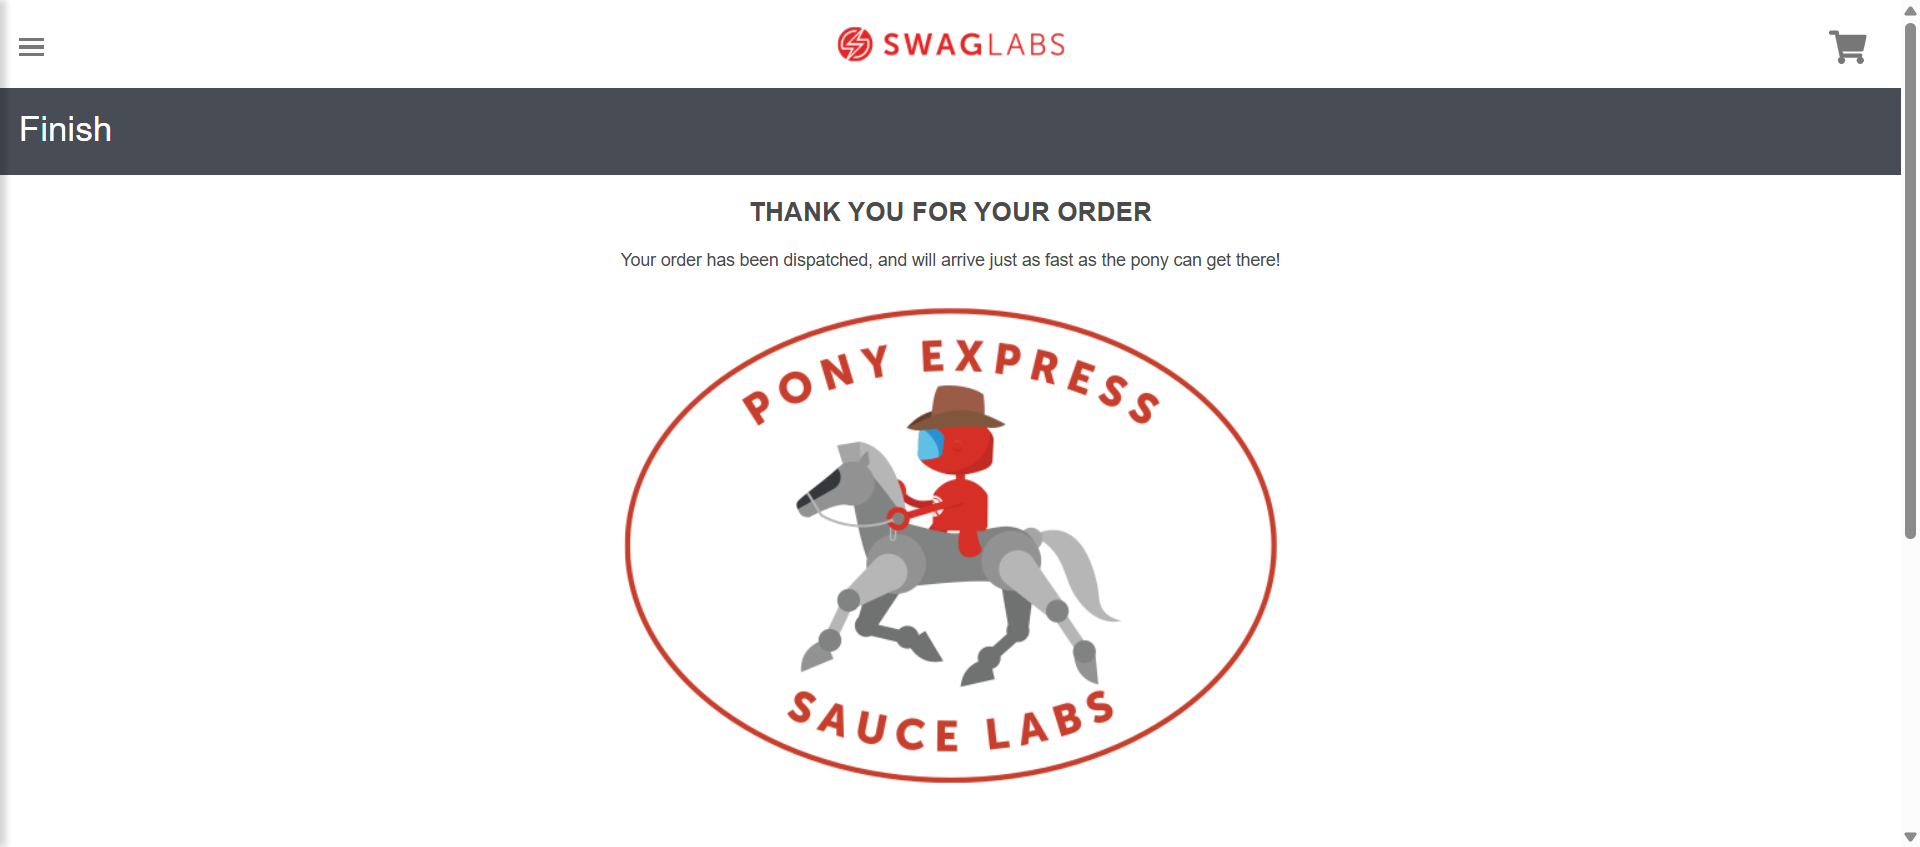 SWAGLABS
Finish
THANK YOU FOR YOUR ORDER
Your order has been dispatched, and will arrive just as fast as the pony can get there!
PONY EXPRESS
SAUCE LABS